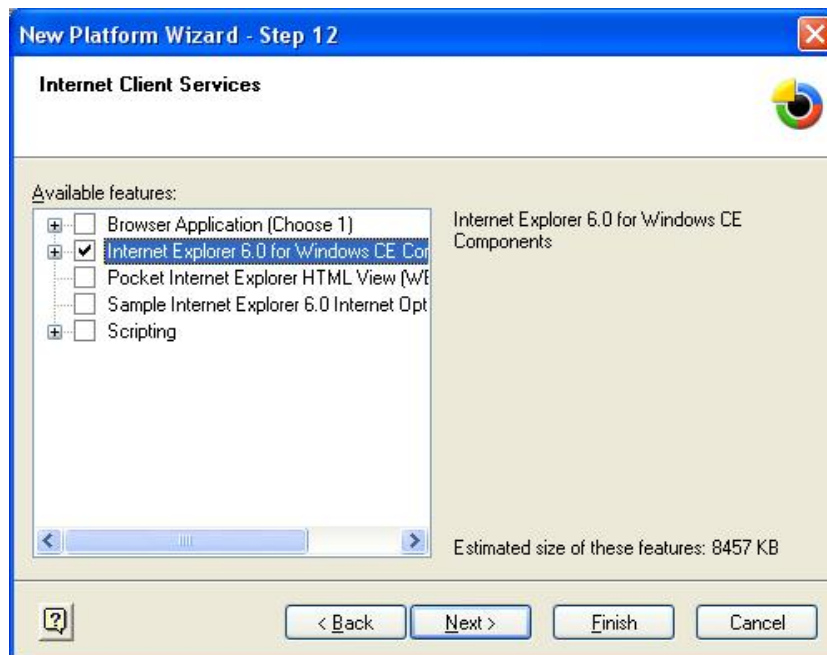 New Platform Wizard - Step 12
Internet Client Services
Available features:
Browser Application (Choose 1)
Internet Explorer 6.0 for Windows CE Cor
Pocket Internet Explorer HTML View (WE
Sample Internet Explorer 6.0 Internet Opt
Scripting
Internet Explorer 6.0 for Windows CE
Components
Estimated size of these features: 8457 KB
< Back
Next >
Finish
Cancel